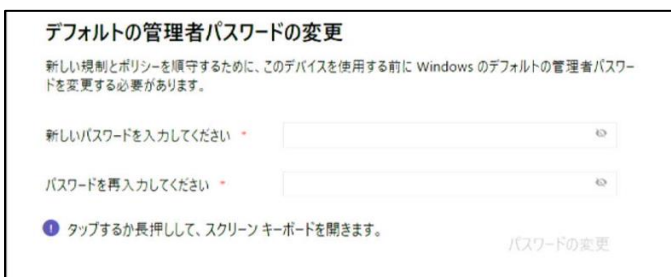 デフォルトの管理者パスワードの変更
新しい規制とポリシーを順守するために、このデバイスを使用する前に Windows のデフォルトの管理者パスワー
ドを変更する必要があります。
新しいパスワードを入力してください *
パスワードを再入力してください *
! タップするか長押しして、スクリーン キーボードを開きます。
パスワードの変更